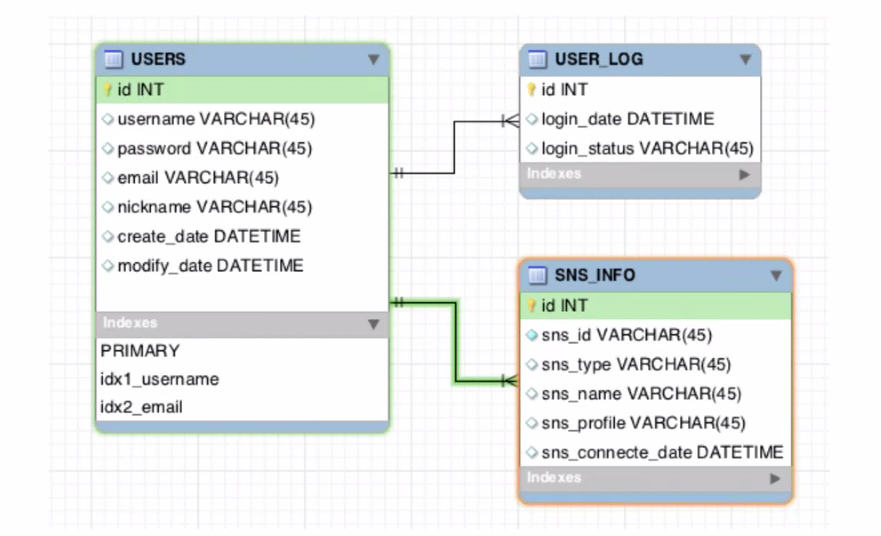 USERS
id INT
username VARCHAR(45)
password VARCHAR(45)
email VARCHAR(45)
nickname VARCHAR(45)
create_date DATETIME
modify_date DATETIME
Indexes
PRIMARY
idx1_username
idx2_email
USER_LOG
id INT
login_date DATETIME
login_status VARCHAR(45)
Indexes
SNS_INFO
id INT
sns_id VARCHAR(45)
sns_type VARCHAR(45)
sns_name VARCHAR(45)
sns_profile VARCHAR(45)
sns_connecte_date DATETIME
Indexes